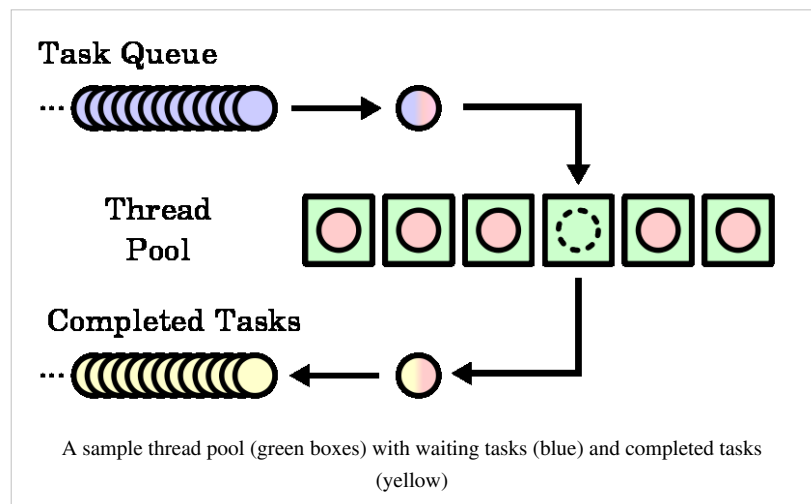 Task Queue
...
Thread
Pool
Completed Tasks
...
A sample thread pool (green boxes) with waiting tasks (blue) and completed tasks
(yellow)